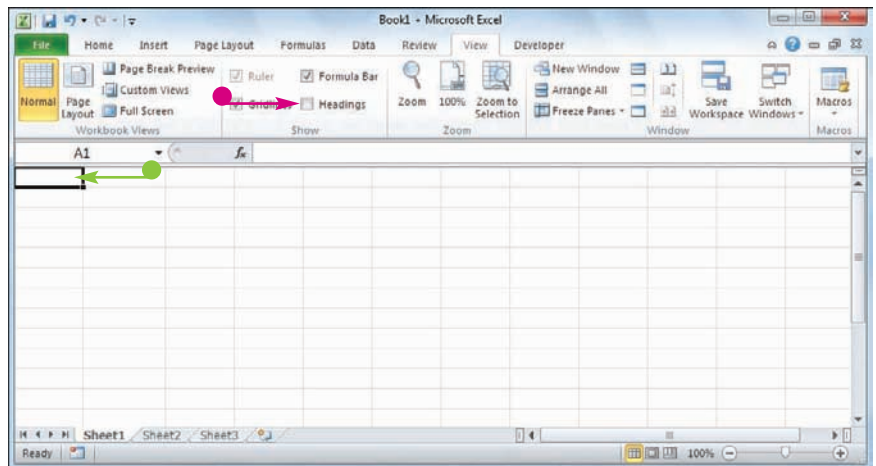 Book1 - Microsoft Excel
File Home Insert Page Layout Formulas Data Review View Developer
Normal
Page Layout
Page Break Preview
Custom Views
Full Screen
Workbook Views
Ruler
Formula Bar
Gridlines
Headings
Show
Zoom
100%
Zoom to Selection
Zoom
New Window
Arrange All
Freeze Panes
Save Workspace
Switch Windows
Window
Macros
Macros
A1 fx
Sheet1 Sheet2 Sheet3
Ready 100%